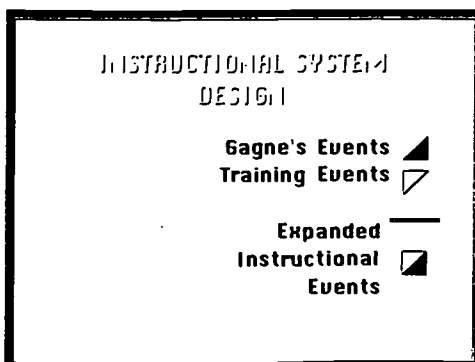 INSTRUCTIONAL SYSTEM
DESIGN
Gagne's Events
Training Events
Expanded
Instructional
Events